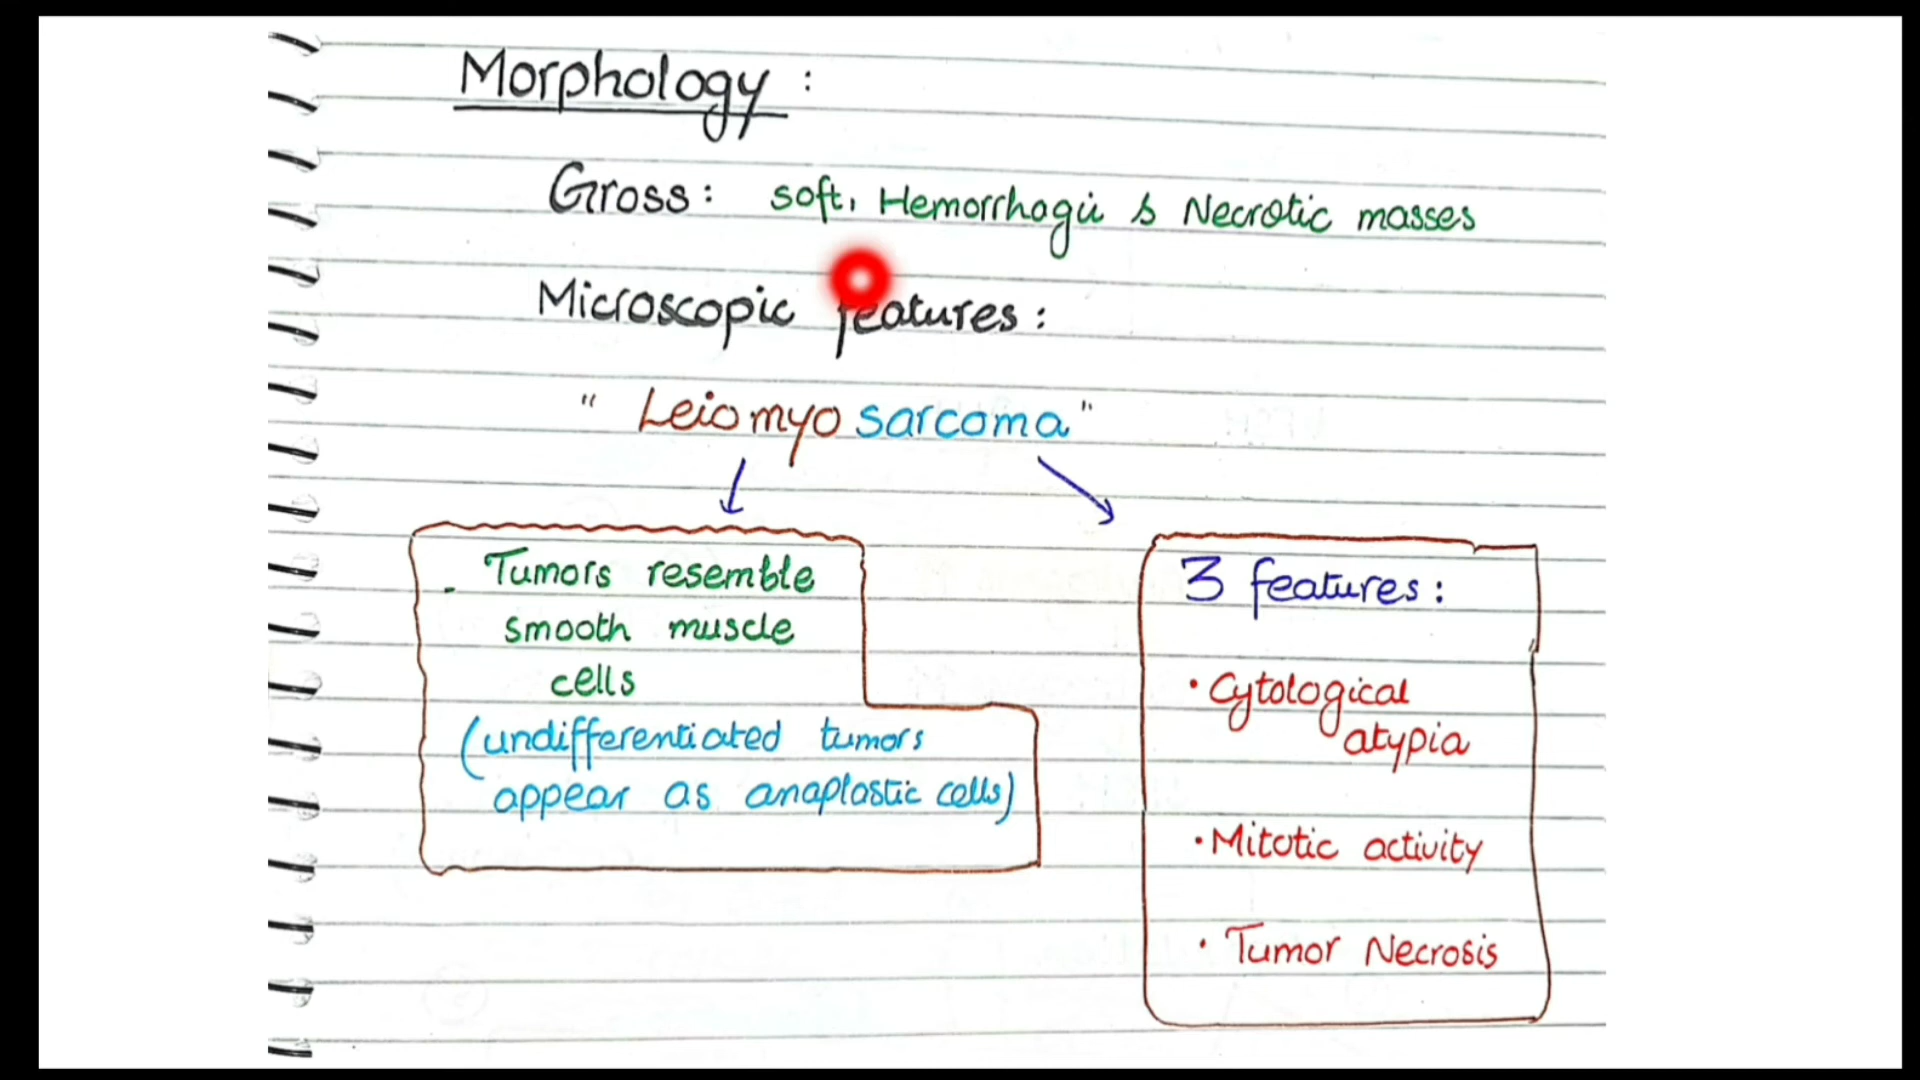 Morphology :
Gross : soft, Hemorrhagic & Necrotic masses
Microscopic features :
" Leiomyosarcoma "
- Tumors resemble
smooth muscle
cells
(undifferentiated tumors
appear as anaplastic cells)
3 features :
• Cytological
atypia
• Mitotic activity
• Tumor Necrosis